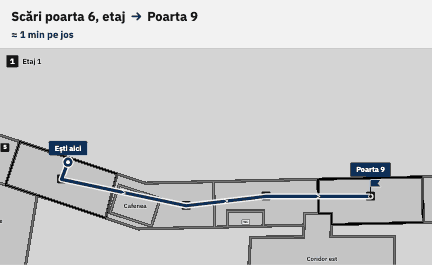 Scări poarta 6, etaj → Poarta 9
≈ 1 min pe jos
1 Etaj 1
Ești aici
Poarta 9
Cafenea
Condor est